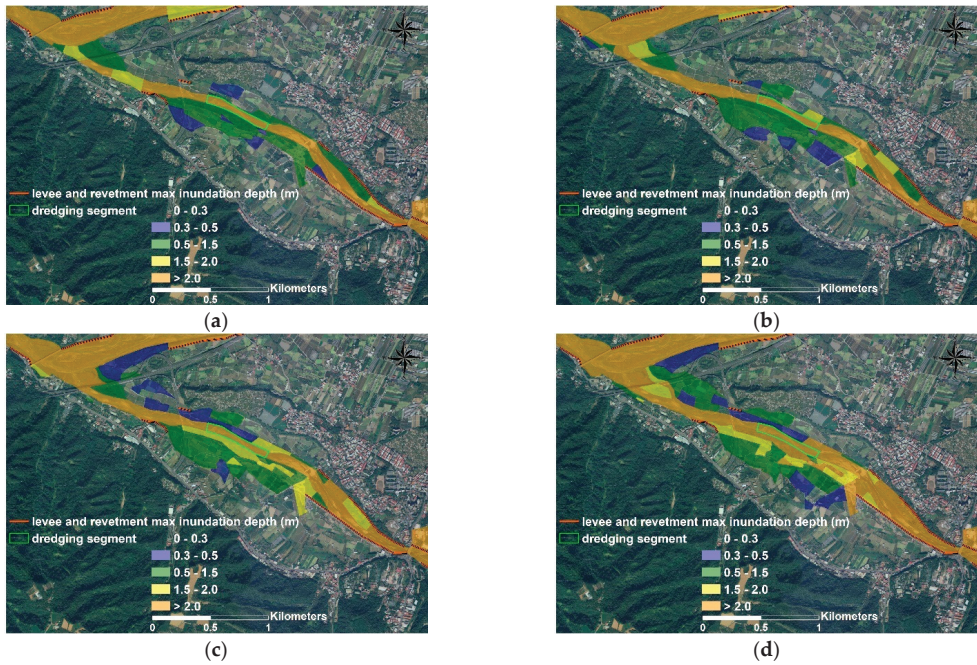 levee and revetment max inundation depth (m)
dredging segment
0 - 0.3
0.3 - 0.5
0.5 - 1.5
1.5 - 2.0
> 2.0
Kilometers
0 0.5 1
(a)
levee and revetment max inundation depth (m)
dredging segment
0 - 0.3
0.3 - 0.5
0.5 - 1.5
1.5 - 2.0
> 2.0
Kilometers
0 0.5 1
(b)
levee and revetment max inundation depth (m)
dredging segment
0 - 0.3
0.3 - 0.5
0.5 - 1.5
1.5 - 2.0
> 2.0
Kilometers
0 0.5 1
(c)
levee and revetment max inundation depth (m)
dredging segment
0 - 0.3
0.3 - 0.5
0.5 - 1.5
1.5 - 2.0
> 2.0
Kilometers
0 0.5 1
(d)